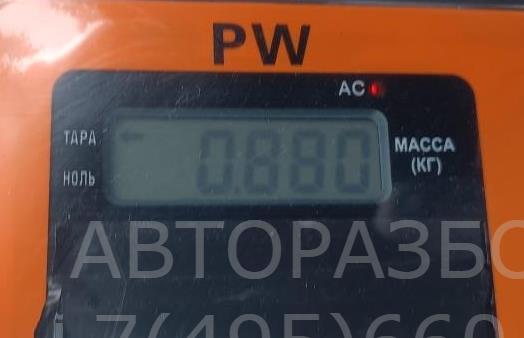 PW
AC
ТАРА
0.880
МАССА
(КГ)
НОЛЬ
АВТОРАЗБО
7(495)660